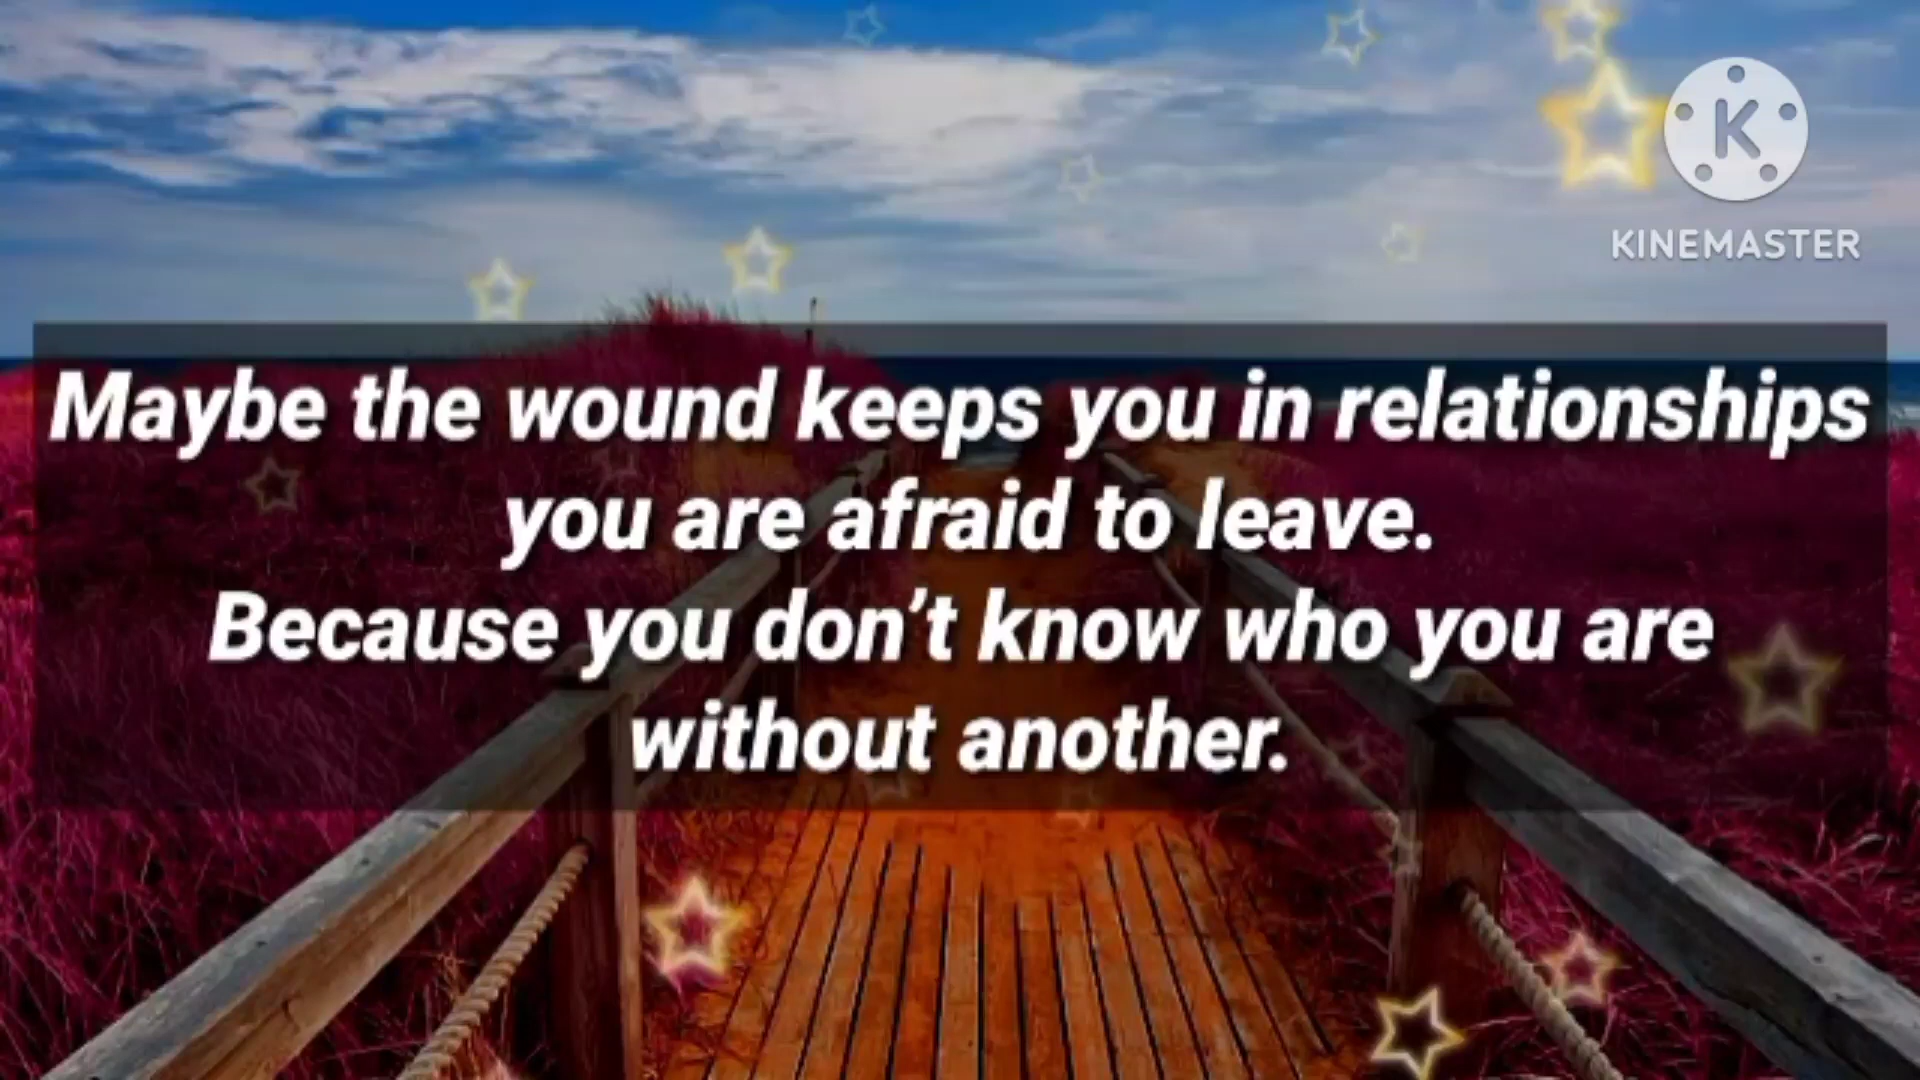 K
KINEMASTER
Maybe the wound keeps you in relationships
you are afraid to leave.
Because you don’t know who you are
without another.